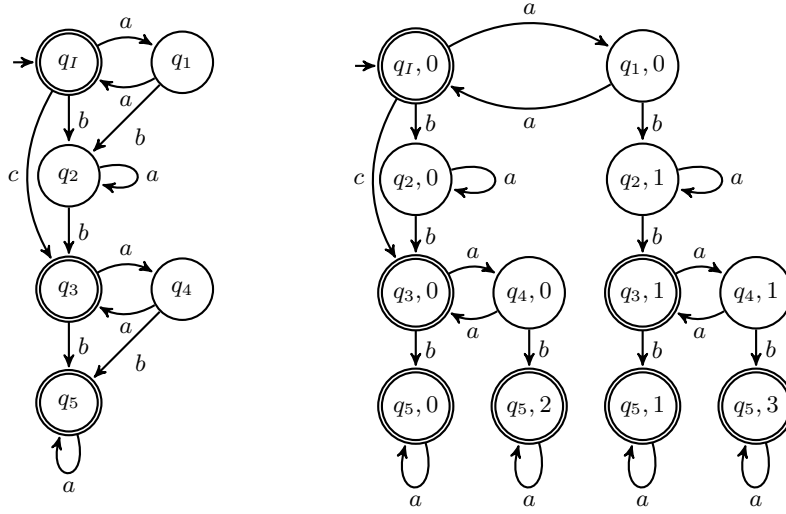 a a
q_I q_1 q_I, 0 q_1, 0
a a
b b b b
c q_2 a c q_2, 0 a q_2, 1 a
b b b
a a a
q_3 q_4 q_3, 0 q_4, 0 q_3, 1 q_4, 1
a a a
b b b b b b
q_5 q_5, 0 q_5, 2 q_5, 1 q_5, 3
a a a a a